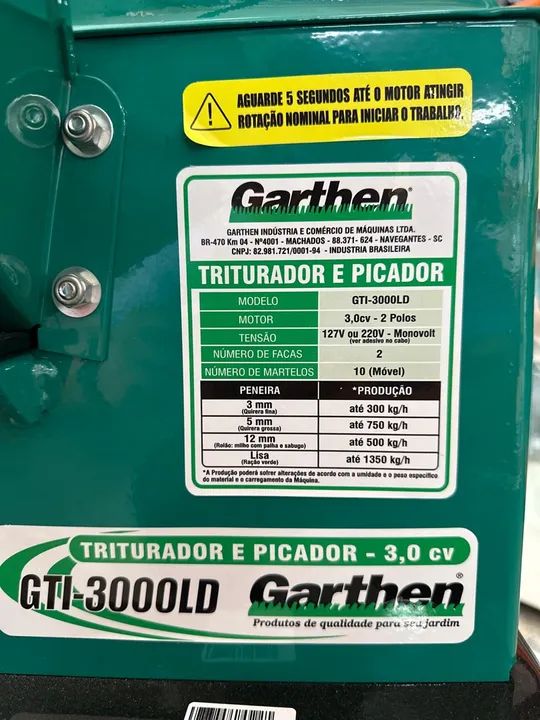 AGUARDE 5 SEGUNDOS ATÉ O MOTOR ATINGIR
ROTAÇÃO NOMINAL PARA INICIAR O TRABALHO.
Garthen®
GARTHEN INDÚSTRIA E COMÉRCIO DE MÁQUINAS LTDA.
BR-470 Km 04 - Nº4001 - MACHADOS - 88.371- 624 - NAVEGANTES - SC
CNPJ: 82.981.721/0001-94 - INDUSTRIA BRASILEIRA
TRITURADOR E PICADOR
MODELO GTI-3000LD
MOTOR 3,0cv - 2 Polos
TENSÃO 127V ou 220V - Monovolt
(ver adesivo no cabo)
NÚMERO DE FACAS 2
NÚMERO DE MARTELOS 10 (Móvel)
PENEIRA *PRODUÇÃO
3 mm até 300 kg/h
(Quirera fina)
5 mm até 750 kg/h
(Quirera grossa)
12 mm até 500 kg/h
(Rolão: milho com palha e sabugo)
Lisa até 1350 kg/h
(Ração verde)
*A Produção poderá sofrer alterações de acordo com a umidade e o peso específico
do material e o carregamento da Máquina.
TRITURADOR E PICADOR - 3,0 cv
GTI-3000LD Garthen®
Produtos de qualidade para seu jardim